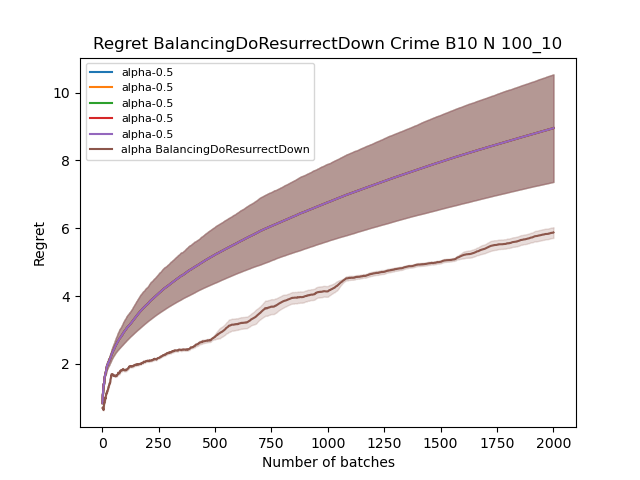 Regret BalancingDoResurrectDown Crime B10 N 100_10
alpha-0.5
alpha-0.5
alpha-0.5
alpha-0.5
alpha-0.5
alpha BalancingDoResurrectDown
10
8
6
4
2
Regret
0 250 500 750 1000 1250 1500 1750 2000
Number of batches